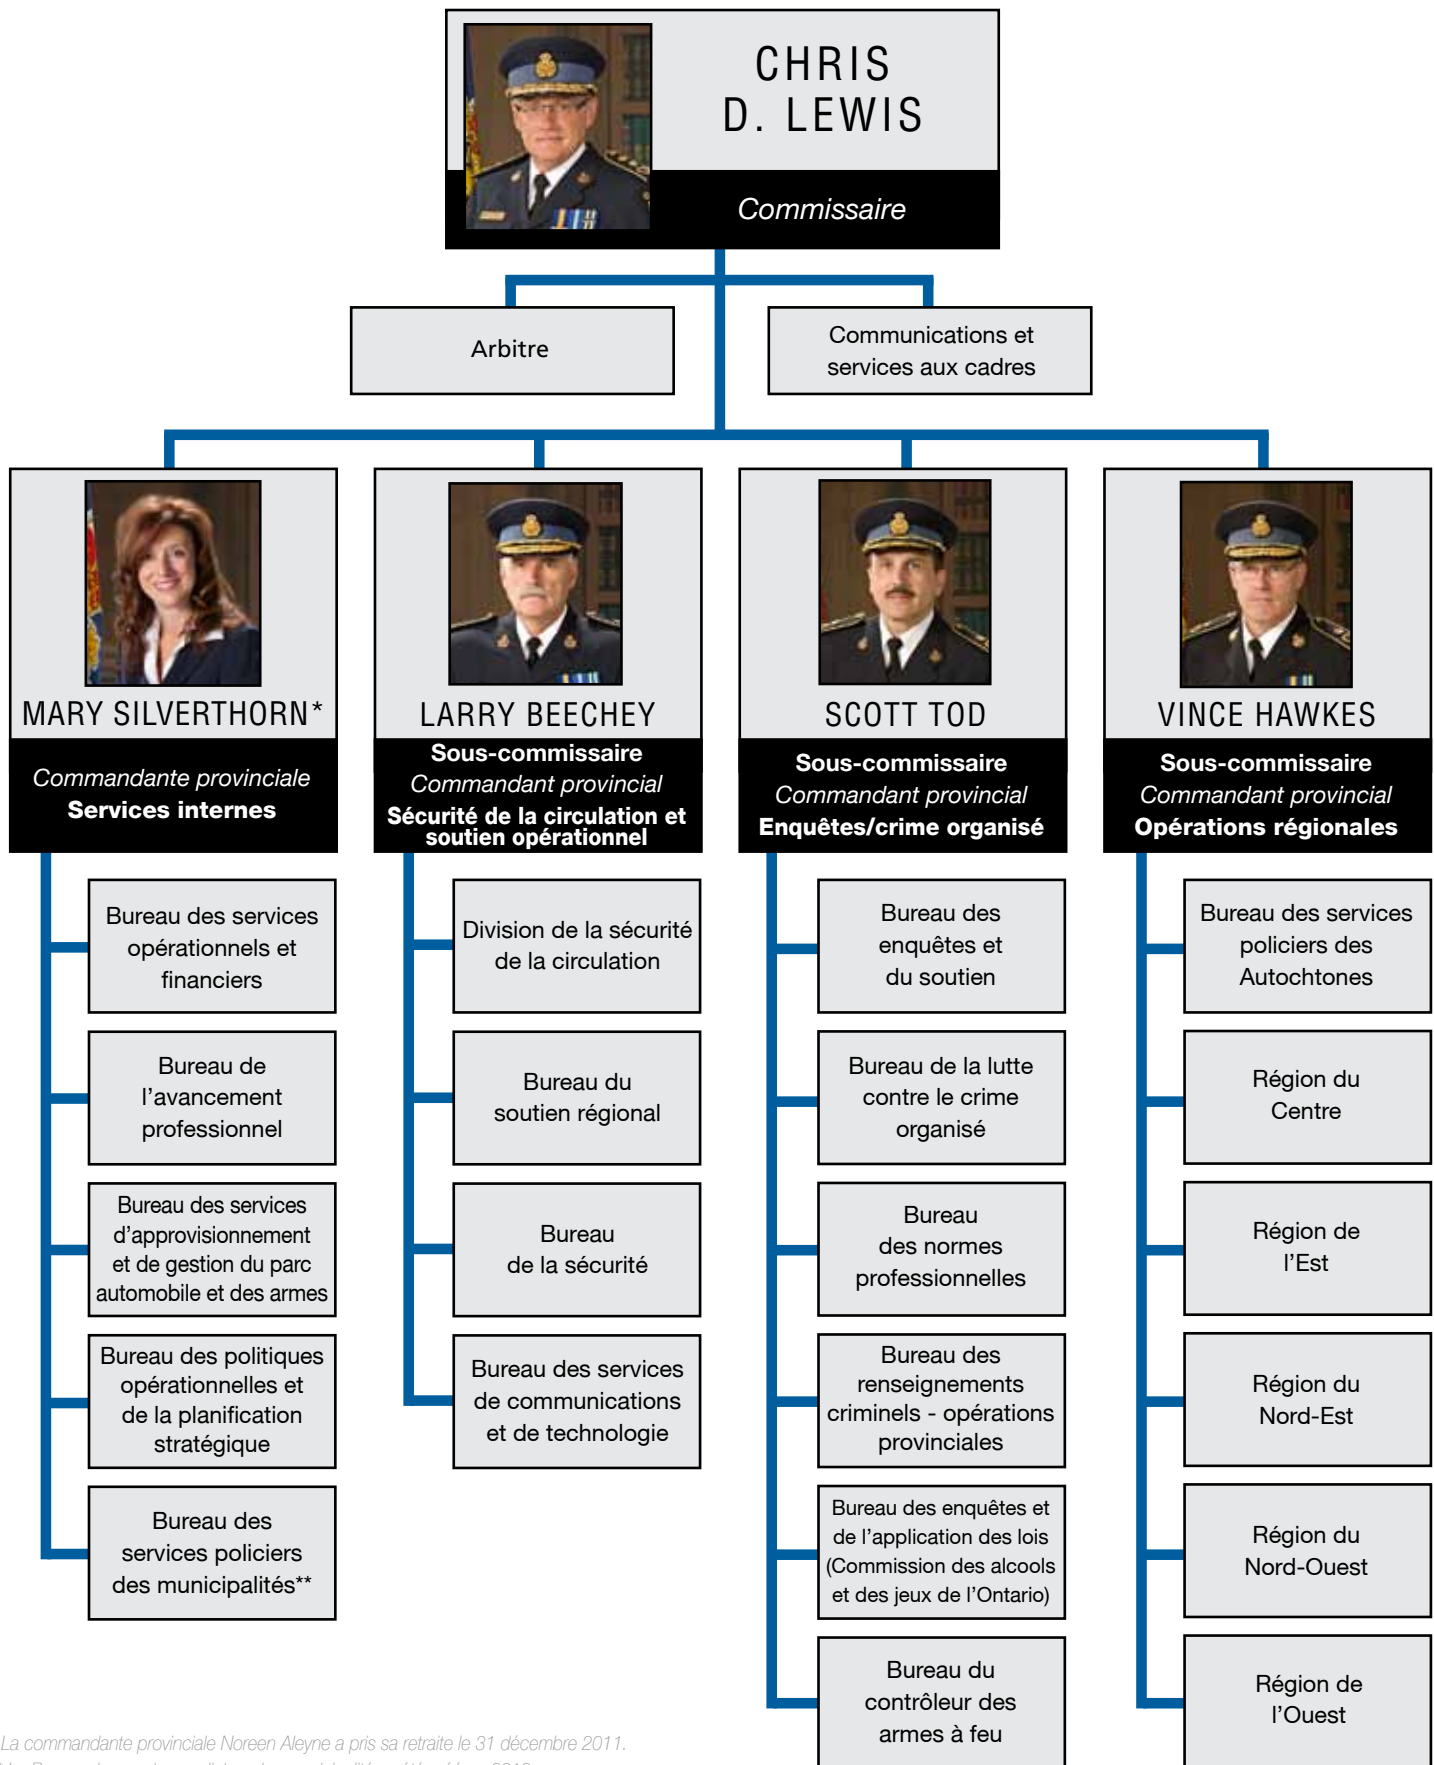 CHRIS
D. LEWIS
Commissaire
Arbitre
Communications et
services aux cadres
MARY SILVERTHORN*
Commandante provinciale
Services internes
LARRY BEECHEY
Sous-commissaire
Commandant provincial
Sécurité de la circulation et
soutien opérationnel
SCOTT TOD
Sous-commissaire
Commandant provincial
Enquêtes/crime organisé
VINCE HAWKES
Sous-commissaire
Commandant provincial
Opérations régionales
Bureau des services
opérationnels et
financiers
Bureau de
l'avancement
professionnel
Bureau des services
d'approvisionnement
et de gestion du parc
automobile et des armes
Bureau des politiques
opérationnelles et
de la planification
stratégique
Bureau des
services policiers
des municipalités**
Division de la sécurité
de la circulation
Bureau du
soutien régional
Bureau
de la sécurité
Bureau des services
de communications
et de technologie
Bureau des
enquêtes et
du soutien
Bureau de la lutte
contre le crime
organisé
Bureau
des normes
professionnelles
Bureau des
renseignements
criminels - opérations
provinciales
Bureau des enquêtes et
de l'application des lois
(Commission des alcools
et des jeux de l'Ontario)
Bureau du
contrôleur des
armes à feu
Bureau des services
policiers des
Autochtones
Région du
Centre
Région de
l'Est
Région du
Nord-Est
Région du
Nord-Ouest
Région de
l'Ouest
La commandante provinciale Noreen Aleyne a pris sa retraite le 31 décembre 2011.